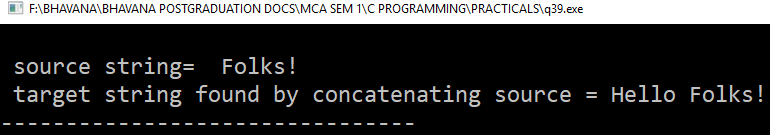 F:\BHAVANA\BHAVANA POSTGRADUATION DOCS\MCA SEM 1\C PROGRAMMING\PRACTICALS\q39.exe
source string=  Folks!
target string found by concatenating source = Hello Folks!
--------------------------------